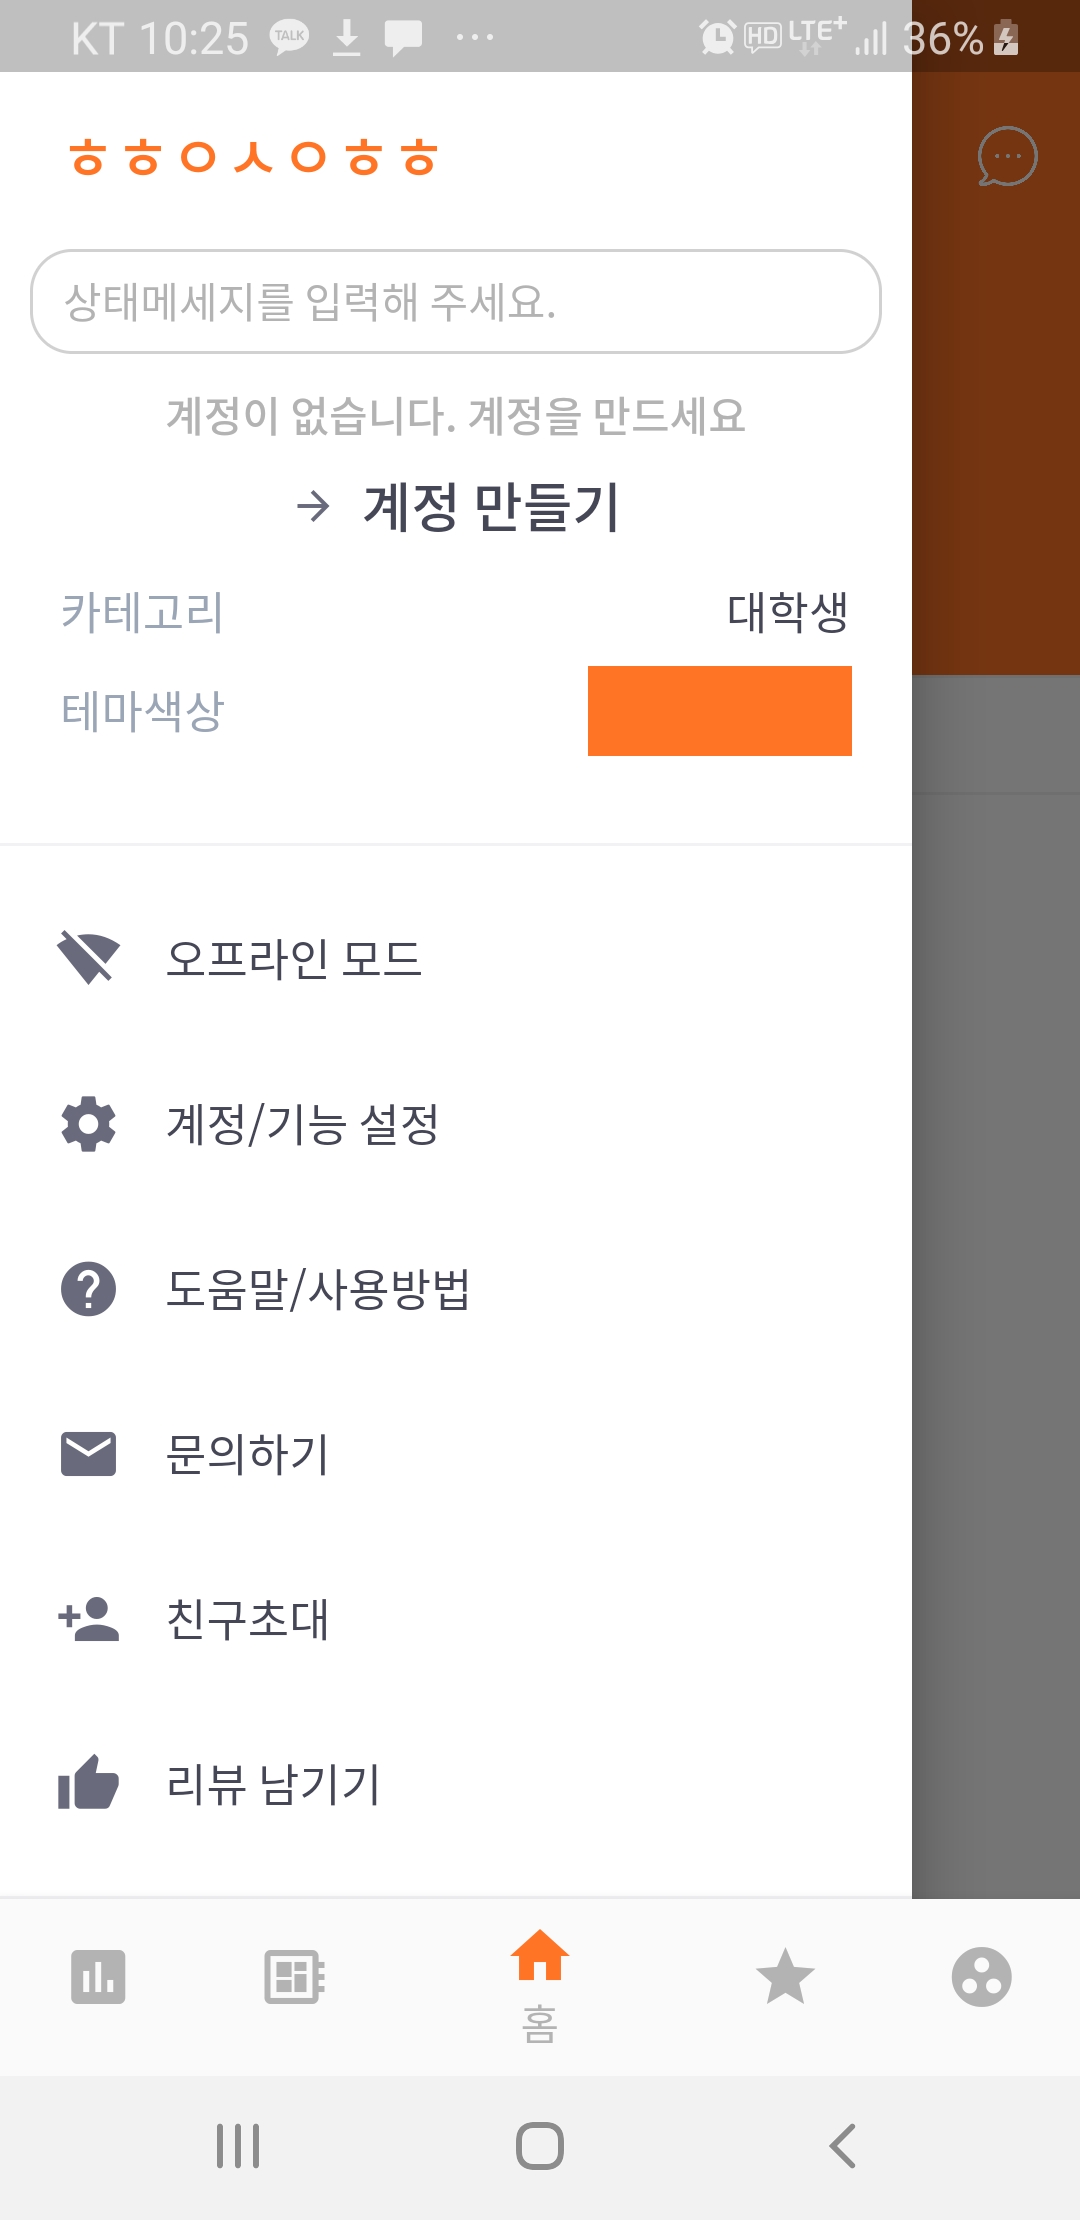 KT 10:25 TALK HD LTE+ 36%
ㅎㅎㅇㅅㅇㅎㅎ
상태메세지를 입력해 주세요.
계정이 없습니다. 계정을 만드세요
계정 만들기
카테고리 대학생
테마색상
오프라인 모드
계정/기능 설정
도움말/사용방법
문의하기
친구초대
리뷰 남기기
홈